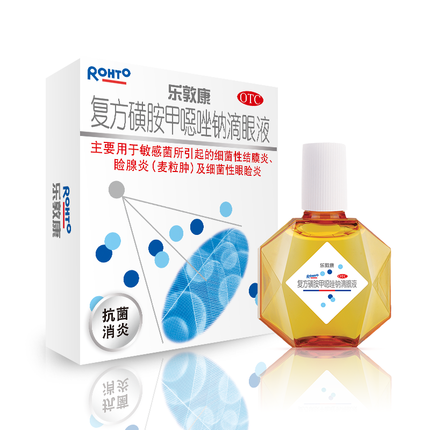 ROHTO
乐敦康
OTC
复方磺胺甲噁唑钠滴眼液
主要用于敏感菌所引起的细菌性结膜炎、
睑腺炎（麦粒肿）及细菌性眼睑炎
ROHTO
乐敦康
抗菌
消炎
乐敦康
ROHTO
OTC
复方磺胺甲噁唑钠滴眼液